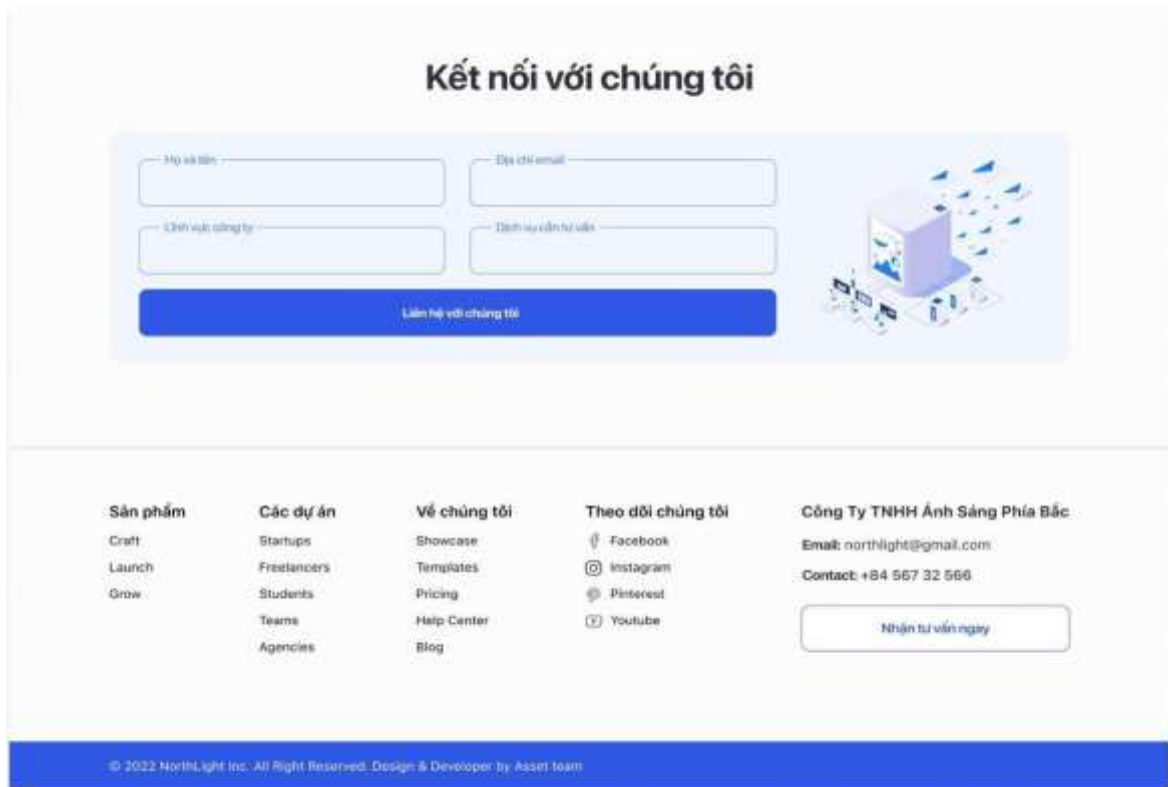 Kết nối với chúng tôi
Họ và tên
Địa chỉ email
Lĩnh vực công ty
Dịch vụ cần tư vấn
Liên hệ với chúng tôi
Sản phẩm
Craft
Launch
Grow
Các dự án
Startups
Freelancers
Students
Teams
Agencies
Về chúng tôi
Showcase
Templates
Pricing
Help Center
Blog
Theo dõi chúng tôi
Facebook
Instagram
Pinterest
Youtube
Công Ty TNHH Ánh Sáng Phía Bắc
Email: northlight@gmail.com
Contact: +84 567 32 566
Nhận tư vấn ngay
© 2022 NorthLight Inc. All Right Reserved. Design & Developer by Asset team